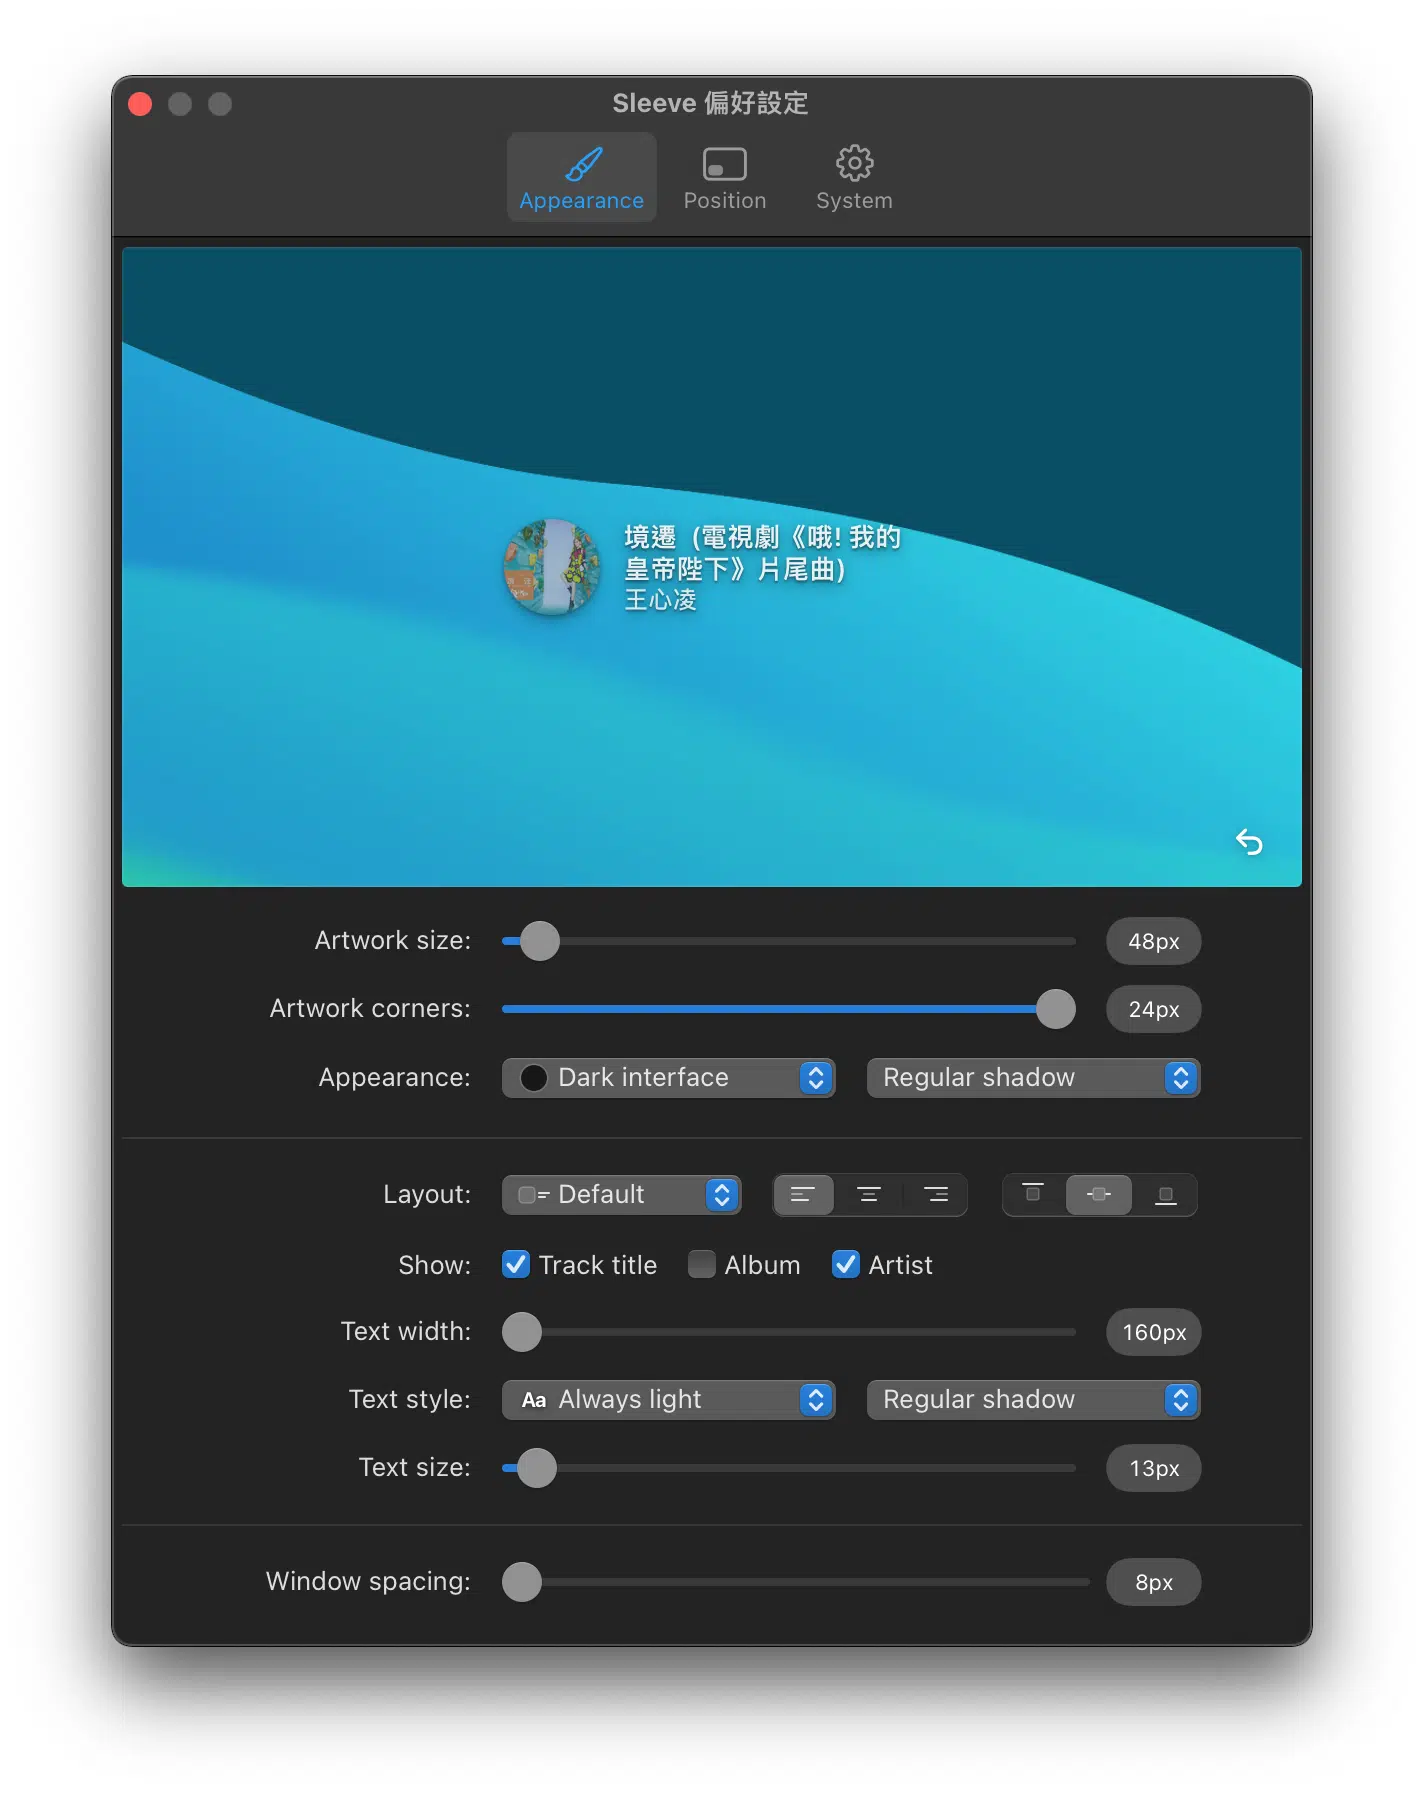 Sleeve 偏好設定
Appearance Position System
境遷 (電視劇《哦! 我的
皇帝陛下》片尾曲)
王心凌
Artwork size: 48px
Artwork corners: 24px
Appearance: Dark interface Regular shadow
Layout: Default
Show: Track title Album Artist
Text width: 160px
Text style: Aa Always light Regular shadow
Text size: 13px
Window spacing: 8px